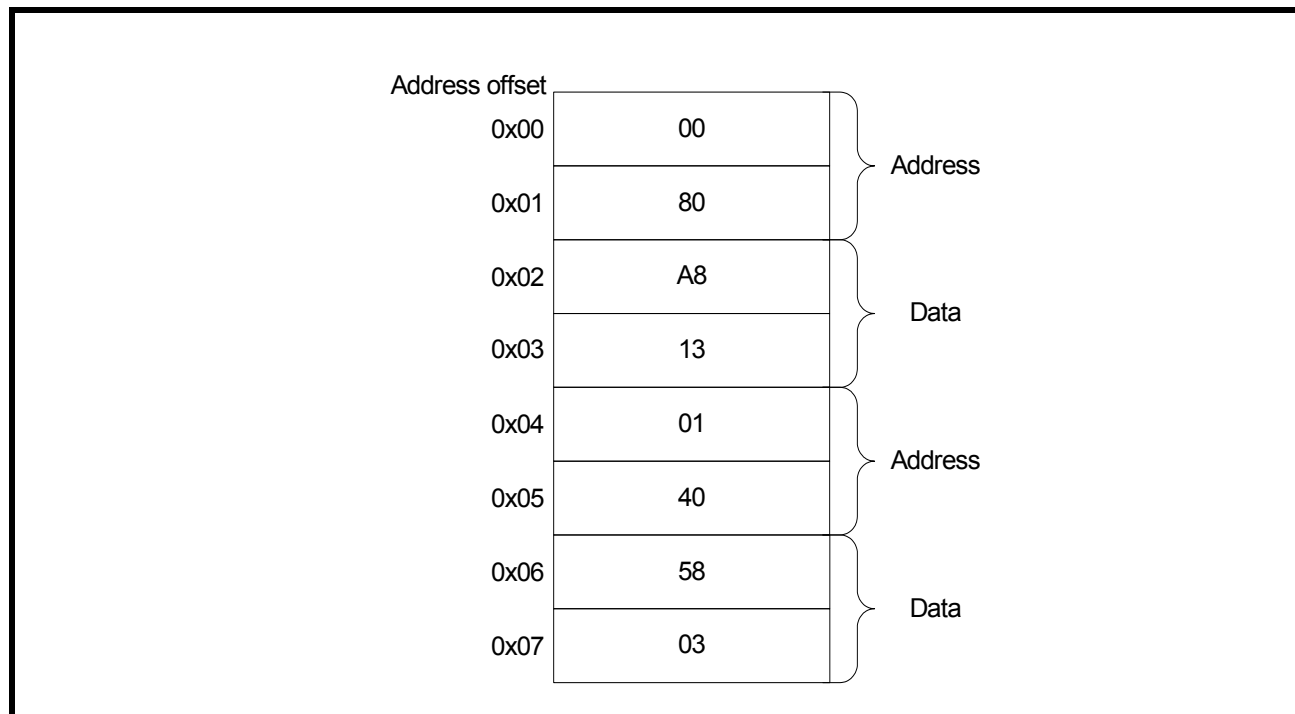 Address offset
0x00 00
Address
0x01 80
0x02 A8
Data
0x03 13
0x04 01
Address
0x05 40
0x06 58
Data
0x07 03